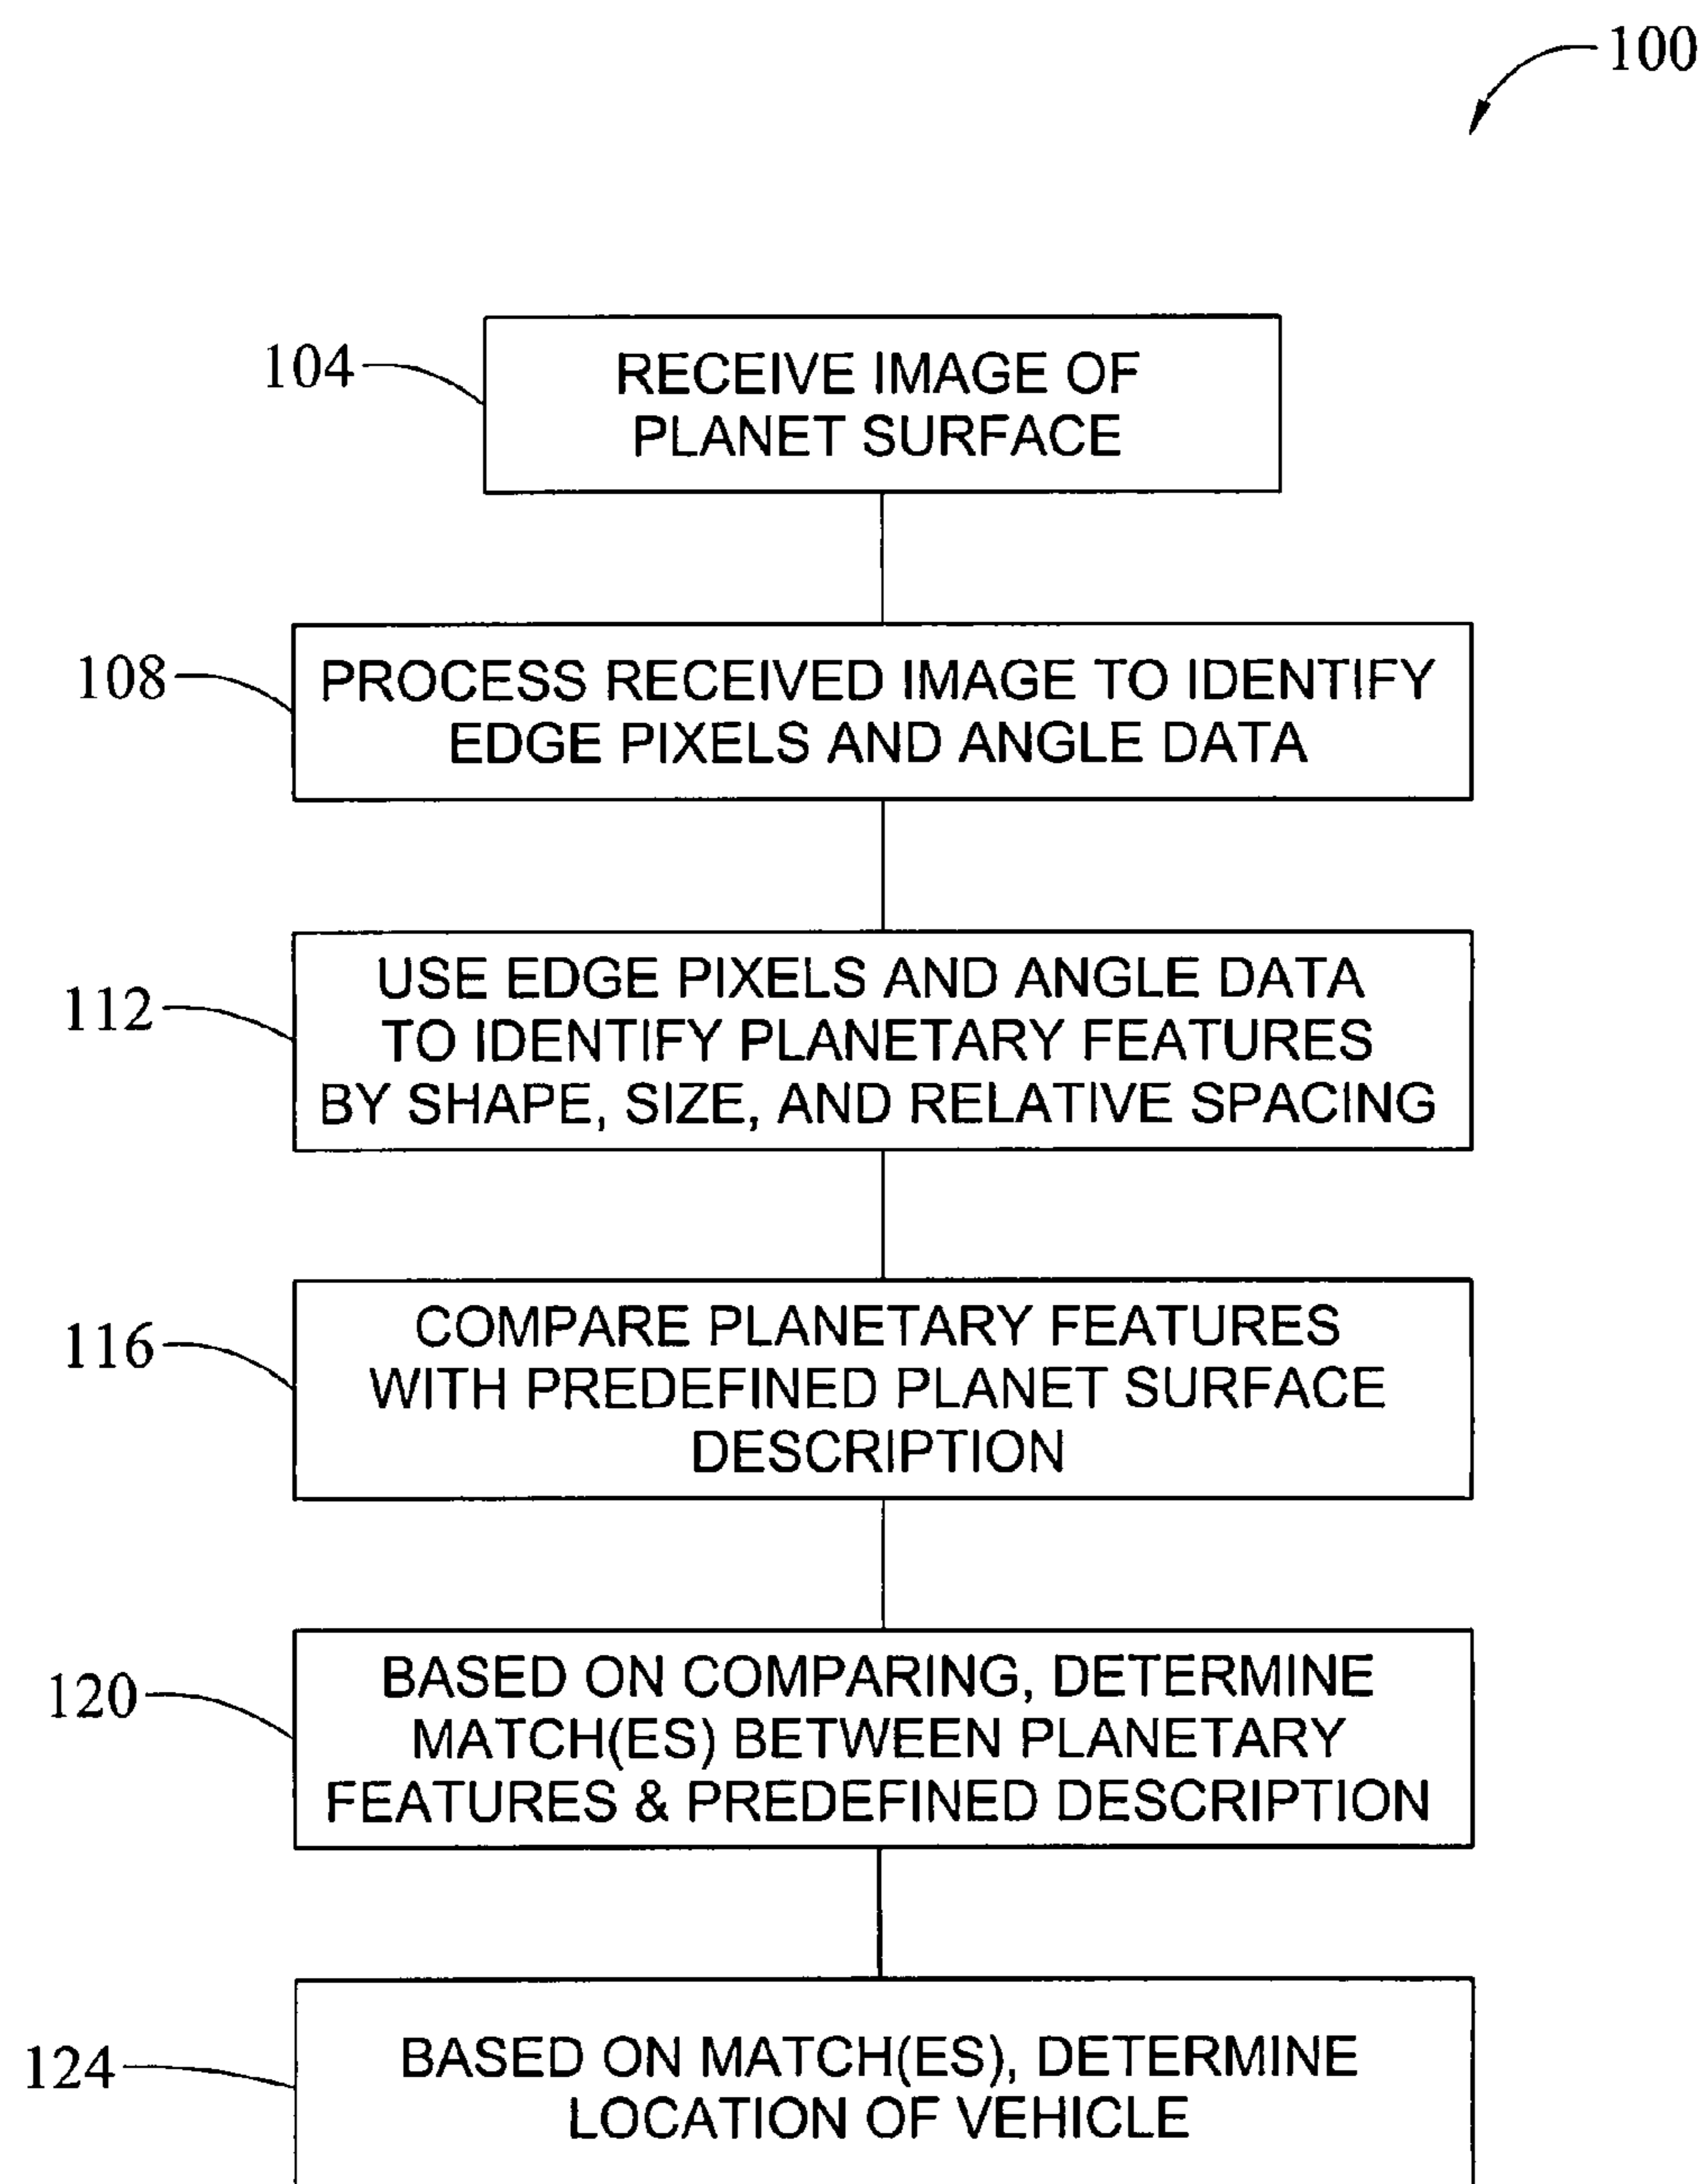 100
104
RECEIVE IMAGE OF
PLANET SURFACE
108
PROCESS RECEIVED IMAGE TO IDENTIFY
EDGE PIXELS AND ANGLE DATA
112
USE EDGE PIXELS AND ANGLE DATA
TO IDENTIFY PLANETARY FEATURES
BY SHAPE, SIZE, AND RELATIVE SPACING
116
COMPARE PLANETARY FEATURES
WITH PREDEFINED PLANET SURFACE
DESCRIPTION
120
BASED ON COMPARING, DETERMINE
MATCH(ES) BETWEEN PLANETARY
FEATURES & PREDEFINED DESCRIPTION
124
BASED ON MATCH(ES), DETERMINE
LOCATION OF VEHICLE